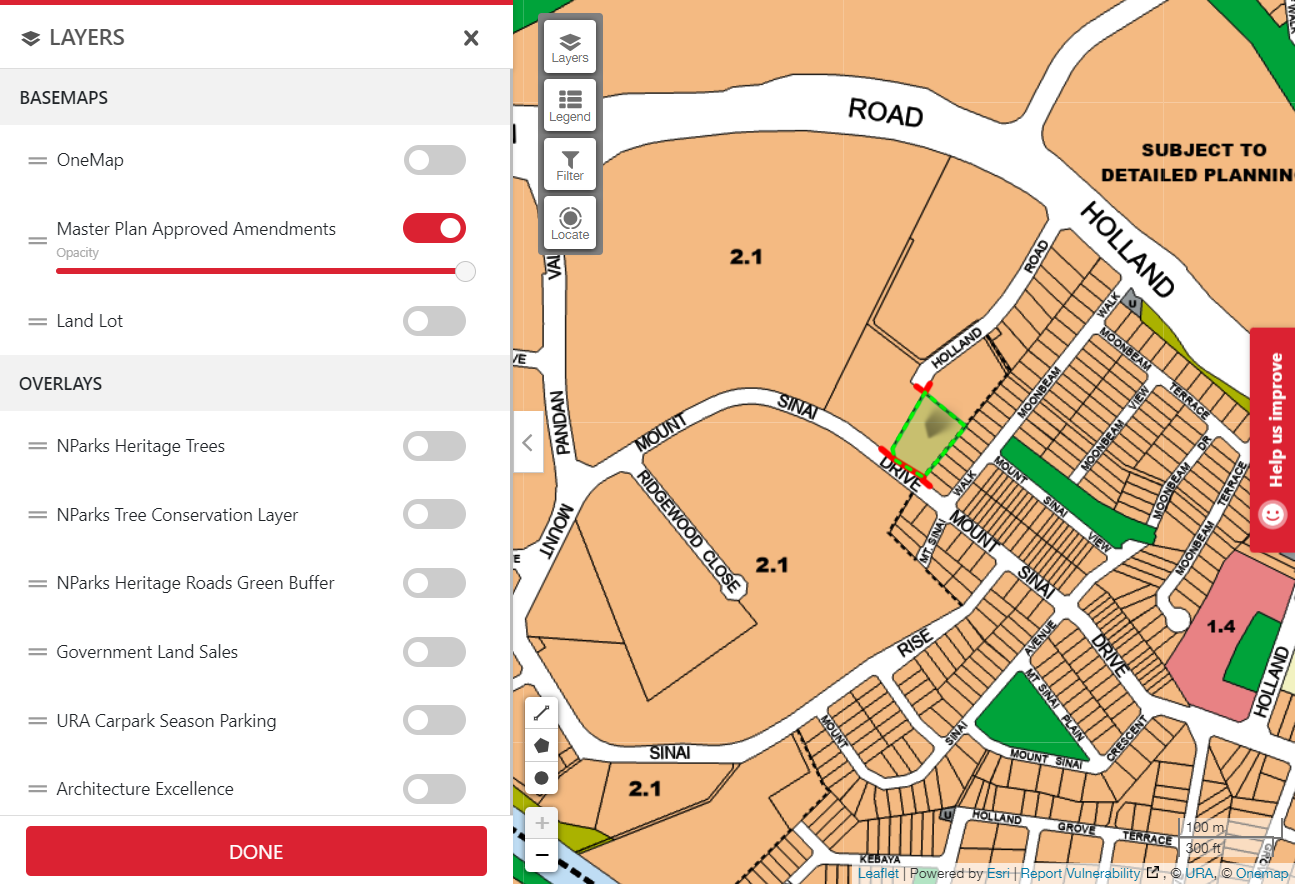 LAYERS
BASEMAPS
OneMap
Master Plan Approved Amendments
Opacity
Land Lot
OVERLAYS
NParks Heritage Trees
NParks Tree Conservation Layer
NParks Heritage Roads Green Buffer
Government Land Sales
URA Carpark Season Parking
Architecture Excellence
DONE
Layers
Legend
Filter
Locate
ROAD
SUBJECT TO
DETAILED PLANNIN
HOLLAND
WALK
2.1
ROAD
HOLLAND
U
WALK
MOONBEAM
MOONBEAM
TERRACE
VIEW
MOONBEAM
DR
MOONBEAM
TERRACE
MOONBEAM
VE
PANDAN
MOUNT
SINAI
DRIVE
WALK
MOUNT
SINAI
VIEW
MOUNT
RIDGEWOOD CLOSE
2.1
MT. SINAI
MOUNT
SINAI
DRIVE
1.4
HOLLAND
RISE
AVENUE
SINAI
MT SINAI PLAIN
CRESCENT
MOUNT SINAI
MOUNT
SINAI
2.1
U
HOLLAND
GROVE
TERRACE
KEBAYA
Help us improve
100 m
300 ft
Leaflet | Powered by Esri | Report Vulnerability , © URA, © Onemap